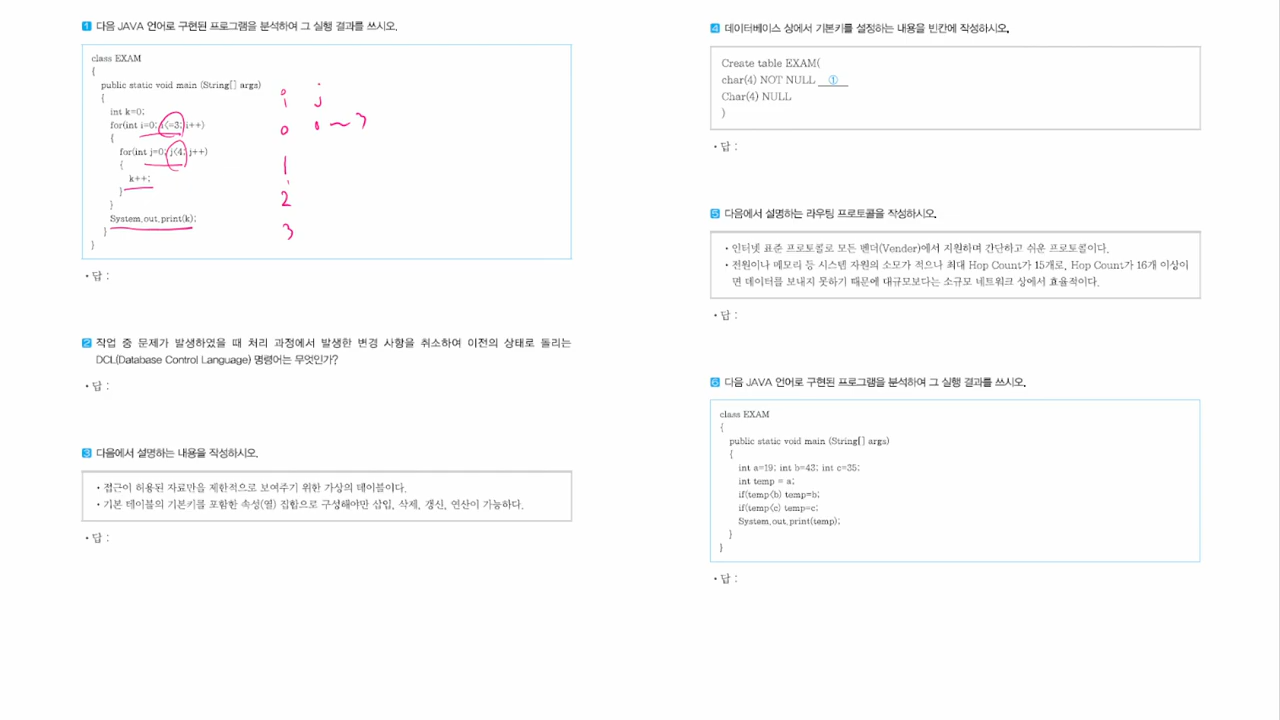 1 다음 JAVA 언어로 구현된 프로그램을 분석하여 그 실행 결과를 쓰시오.
class EXAM
{
public static void main (String[] args)
{
int k=0;
for(int i=0; i<=3; i++)
{
for(int j=0; j<4; j++)
{
k++;
}
}
System.out.print(k);
}
}
i j
0 0 ~ 3
1
2
3
• 답 :
2 작업 중 문제가 발생하였을 때 처리 과정에서 발생한 변경 사항을 취소하여 이전의 상태로 돌리는
DCL(Database Control Language) 명령어는 무엇인가?
• 답 :
3 다음에서 설명하는 내용을 작성하시오.
• 접근이 허용된 자료만을 제한적으로 보여주기 위한 가상의 테이블이다.
• 기본 테이블의 기본키를 포함한 속성(열) 집합으로 구성해야만 삽입, 삭제, 갱신, 연산이 가능하다.
• 답 :
4 데이터베이스 상에서 기본키를 설정하는 내용을 빈칸에 작성하시오.
Create table EXAM(
char(4) NOT NULL ①
Char(4) NULL
)
• 답 :
5 다음에서 설명하는 라우팅 프로토콜을 작성하시오.
• 인터넷 표준 프로토콜로 모든 벤더(Vender)에서 지원하며 간단하고 쉬운 프로토콜이다.
• 전원이나 메모리 등 시스템 자원의 소모가 적으나 최대 Hop Count가 15개로, Hop Count가 16개 이상이
면 데이터를 보내지 못하기 때문에 대규모보다는 소규모 네트워크 상에서 효율적이다.
• 답 :
6 다음 JAVA 언어로 구현된 프로그램을 분석하여 그 실행 결과를 쓰시오.
class EXAM
{
public static void main (String[] args)
{
int a=19; int b=43; int c=35;
int temp = a;
if(temp<b) temp=b;
if(temp<c) temp=c;
System.out.print(temp);
}
}
• 답 :